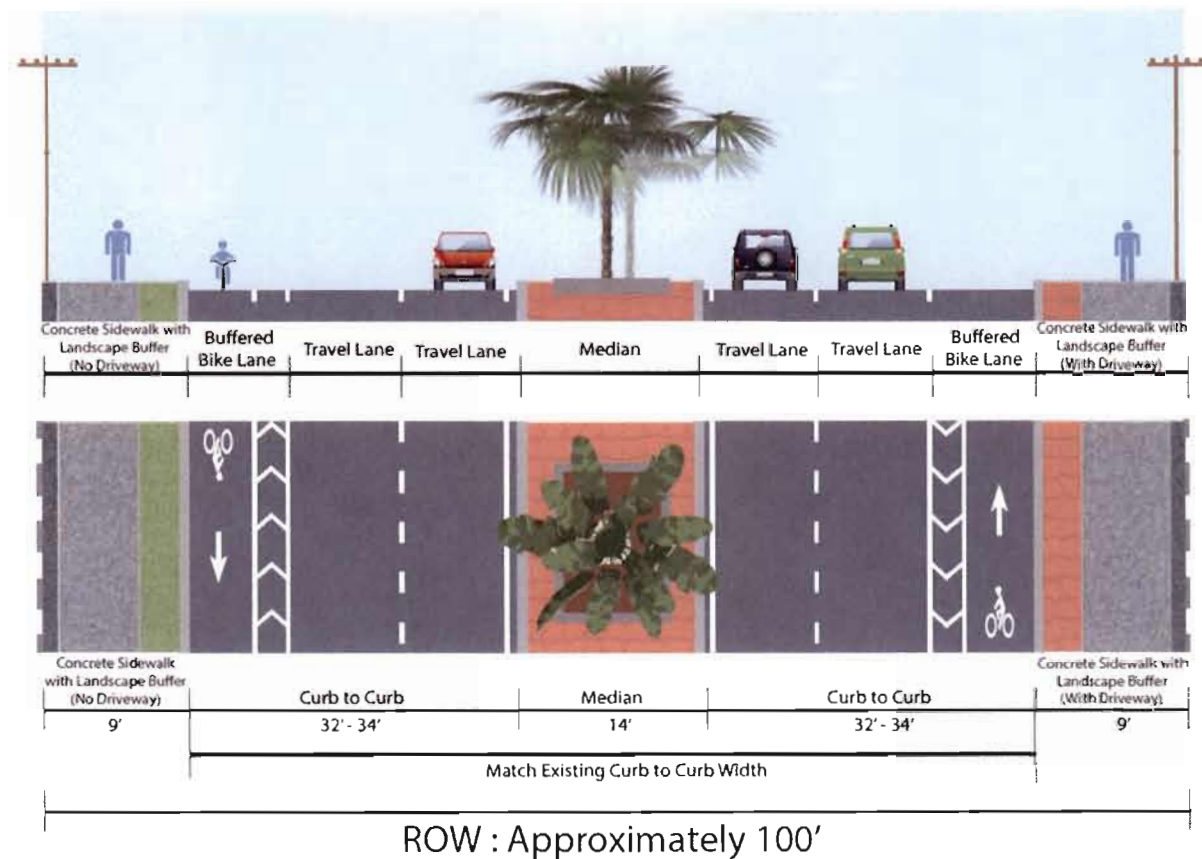 Concrete Sidewalk with
Landscape Buffer
(No Driveway)
Buffered
Bike Lane
Travel Lane
Travel Lane
Median
Travel Lane
Travel Lane
Buffered
Bike Lane
Concrete Sidewalk with
Landscape Buffer
(With Driveway)
Concrete Sidewalk
with Landscape Buffer
(No Driveway)
Curb to Curb
Median
Curb to Curb
Concrete Sidewalk with
Landscape Buffer
(With Driveway)
9'
32' - 34'
14'
32' - 34'
9'
Match Existing Curb to Curb Width
ROW : Approximately 100'